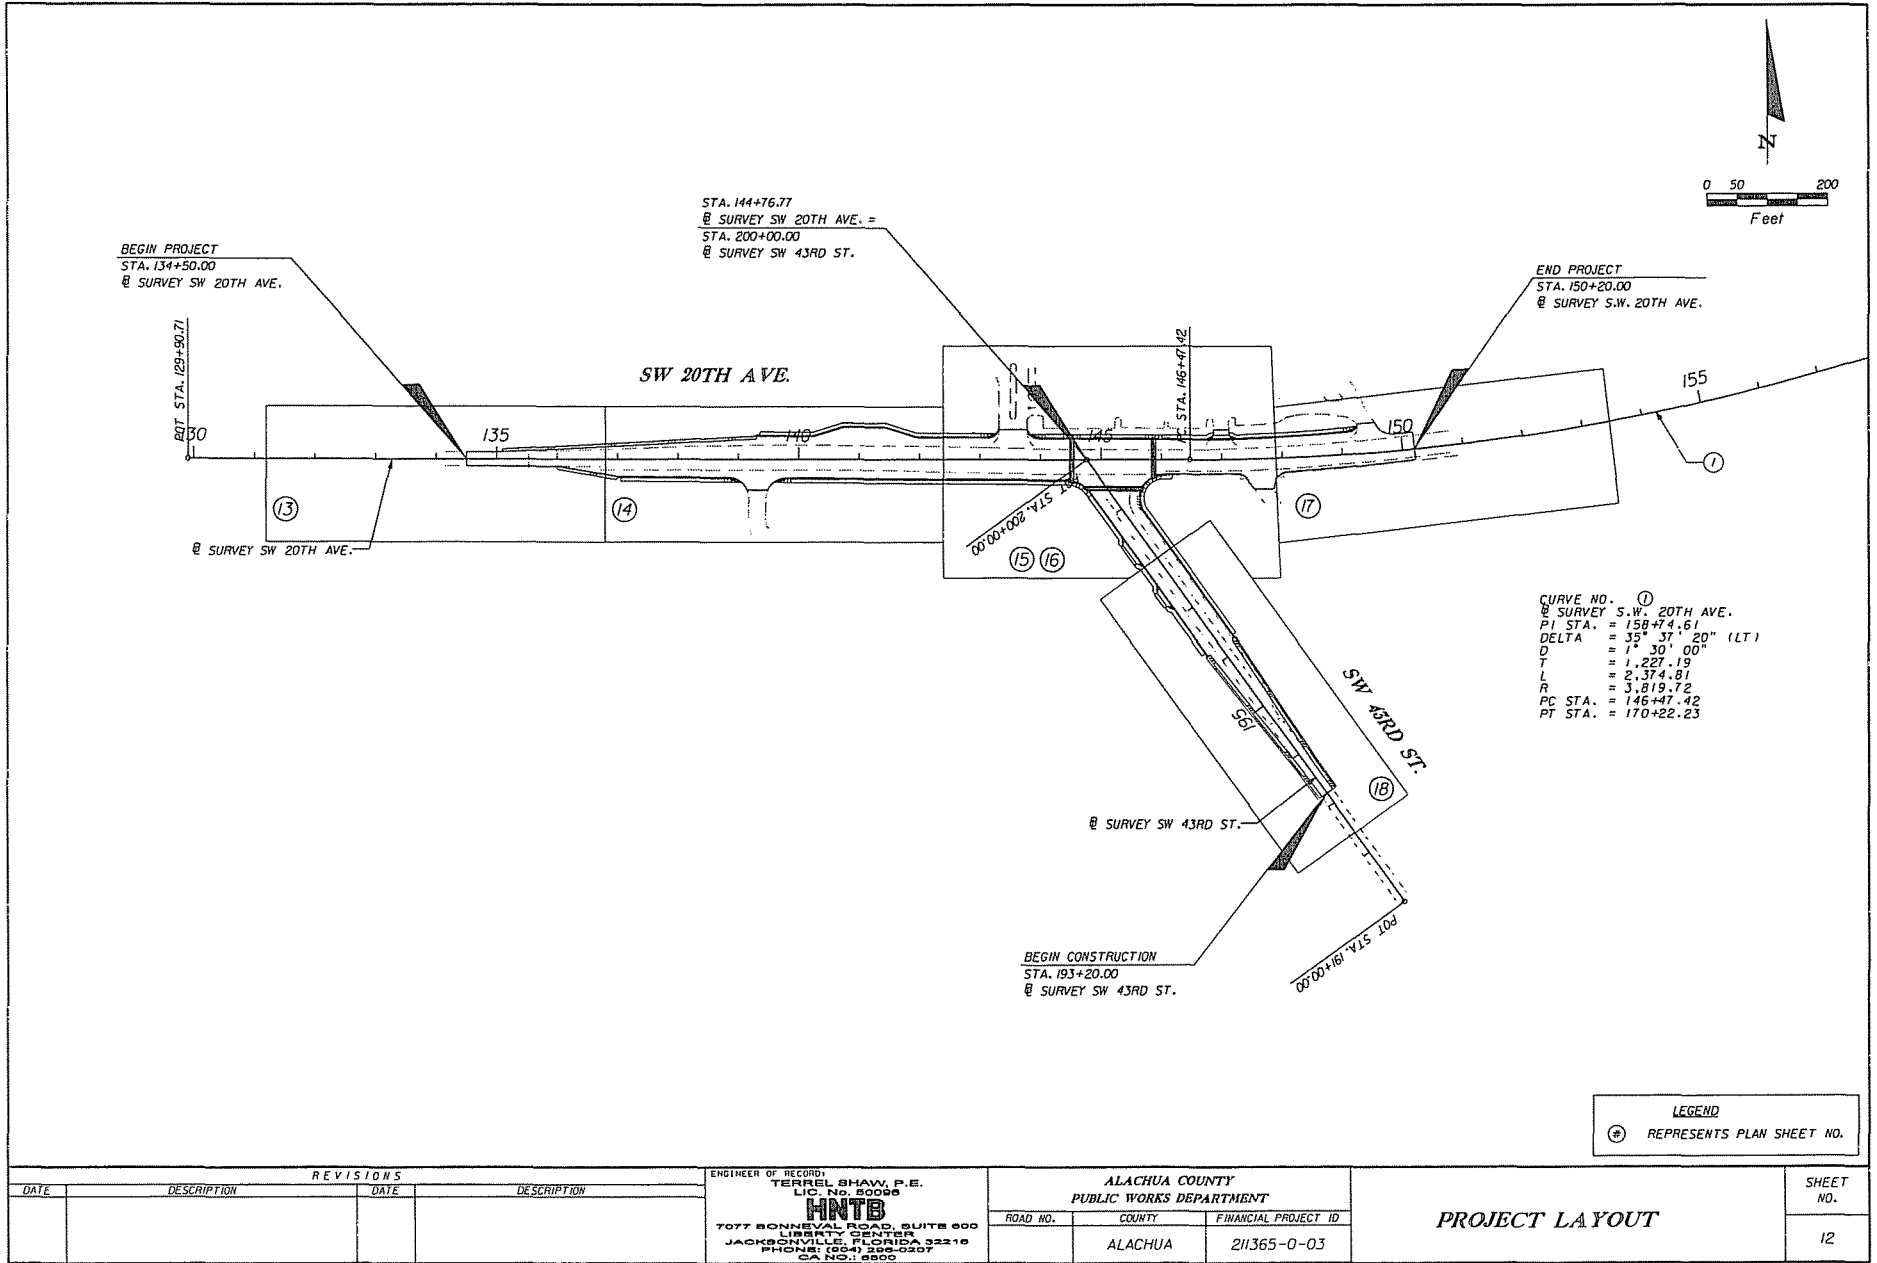 N
0 50 200
Feet
STA. 144+76.77
℄ SURVEY SW 20TH AVE. =
STA. 200+00.00
℄ SURVEY SW 43RD ST.
BEGIN PROJECT
STA. 134+50.00
℄ SURVEY SW 20TH AVE.
END PROJECT
STA. 150+20.00
℄ SURVEY S.W. 20TH AVE.
POT STA. 129+90.71
SW 20TH AVE.
STA. 146+47.42
130
135
140
145
150
155
1
13
14
15 16
17
℄ SURVEY SW 20TH AVE.
POT STA. 200+00.00
CURVE NO. 1
℄ SURVEY S.W. 20TH AVE.
PI STA. = 158+74.61
DELTA = 35° 37' 20" (LT)
D = 1° 30' 00"
T = 1,227.19
L = 2,374.81
R = 3,819.72
PC STA. = 146+47.42
PT STA. = 170+22.23
SW 43RD ST.
195
18
℄ SURVEY SW 43RD ST.
BEGIN CONSTRUCTION
STA. 193+20.00
℄ SURVEY SW 43RD ST.
POT STA. 191+00.00
LEGEND
# REPRESENTS PLAN SHEET NO.
REVISIONS
DATE DESCRIPTION DATE DESCRIPTION
ENGINEER OF RECORD:
TERREL SHAW, P.E.
LIC. No. 50096
HNTB
7077 BONNEVAL ROAD, SUITE 600
LIBERTY CENTER
JACKSONVILLE, FLORIDA 32216
PHONE: (904) 296-0207
CA NO.: 6500
ALACHUA COUNTY
PUBLIC WORKS DEPARTMENT
ROAD NO. COUNTY FINANCIAL PROJECT ID
ALACHUA 211365-0-03
PROJECT LAYOUT
SHEET
NO.
12